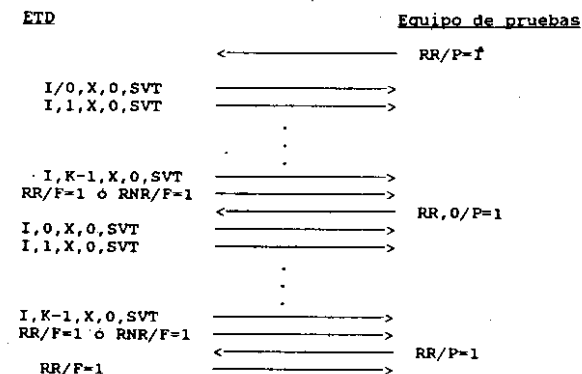 ETD Equipo de pruebas
RR/P=1
I/0,X,0,SVT
I,1,X,0,SVT
I,K-1,X,0,SVT
RR/F=1 ó RNR/F=1
RR,0/P=1
I,0,X,0,SVT
I,1,X,0,SVT
I,K-1,X,0,SVT
RR/F=1 ó RNR/F=1
RR/P=1
RR/F=1